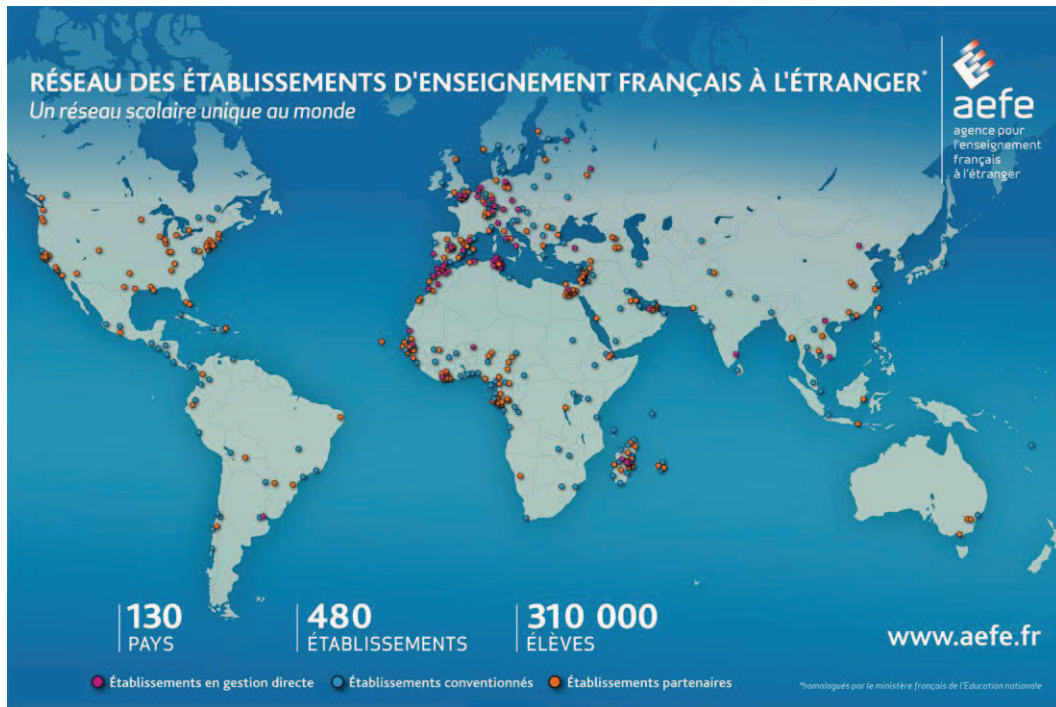 RÉSEAU DES ÉTABLISSEMENTS D'ENSEIGNEMENT FRANÇAIS À L'ÉTRANGER*
Un réseau scolaire unique au monde
aefe
agence pour
l'enseignement
français
à l'étranger
130
PAYS
480
ÉTABLISSEMENTS
310 000
ÉLÈVES
www.aefe.fr
Établissements en gestion directe
Établissements conventionnés
Établissements partenaires
*homologués par le ministère français de l'Education nationale